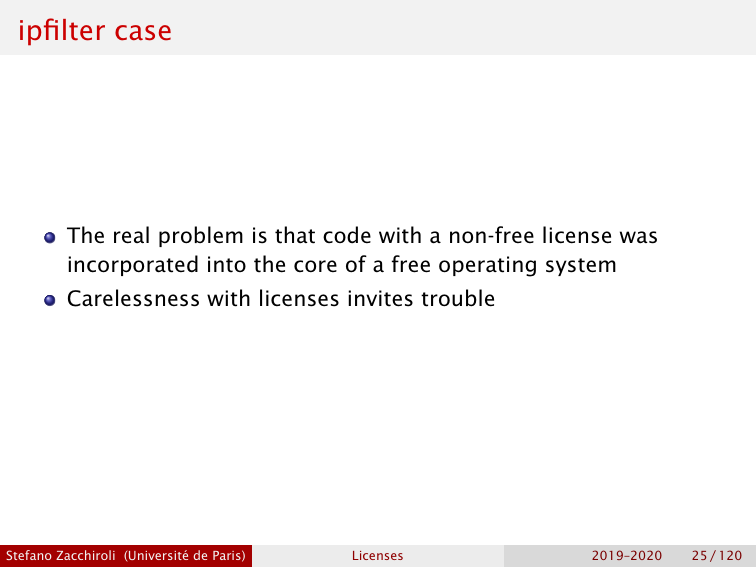 ipfilter case
The real problem is that code with a non-free license was
incorporated into the core of a free operating system
Carelessness with licenses invites trouble
Stefano Zacchiroli (Université de Paris) Licenses 2019–2020 25 / 120